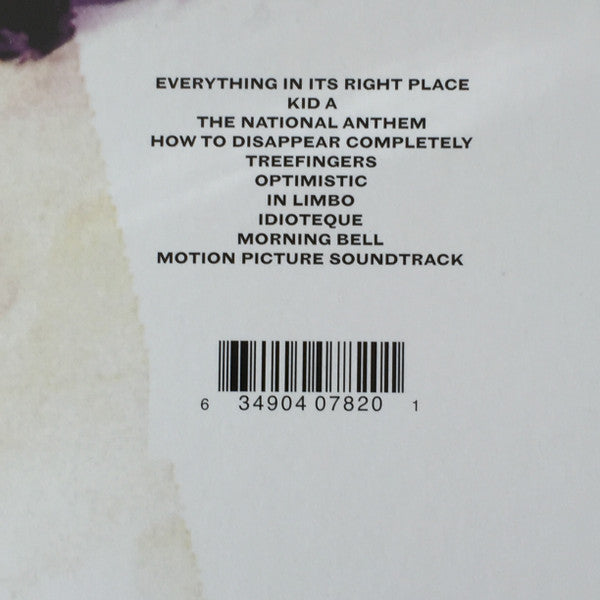 EVERYTHING IN ITS RIGHT PLACE
KID A
THE NATIONAL ANTHEM
HOW TO DISAPPEAR COMPLETELY
TREEFINGERS
OPTIMISTIC
IN LIMBO
IDIOTEQUE
MORNING BELL
MOTION PICTURE SOUNDTRACK
6 34904 07820 1